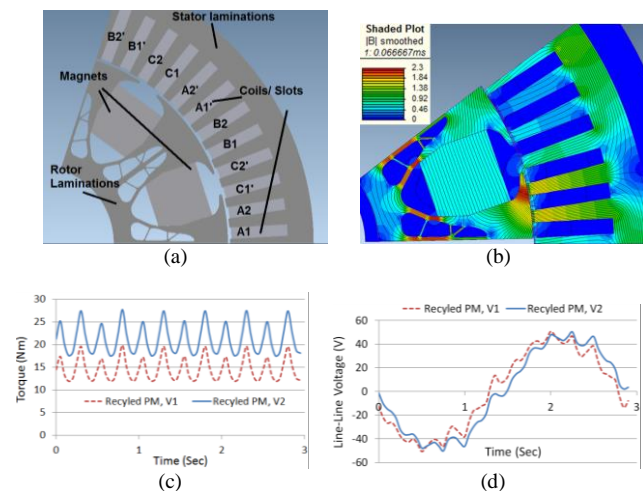 Stator laminations
B2'
B1'
C2
C1
Magnets
A2'
A1'
Coils/ Slots
B2
B1
C2'
Rotor
Laminations
C1'
A2
A1
(a)
Shaded Plot
|B| smoothed
t: 0.066667ms
2.3
1.84
1.38
0.92
0.46
0
(b)
30
25
20
15
10
5
0
Torque (Nm)
Recyled PM, V1
Recyled PM, V2
0
1
2
3
Time (Sec)
(c)
60
40
20
0
-20
-40
-60
Line-Line Voltage (V)
Recyled PM, V1
Recyled PM, V2
0
1
2
3
Time (Sec)
(d)